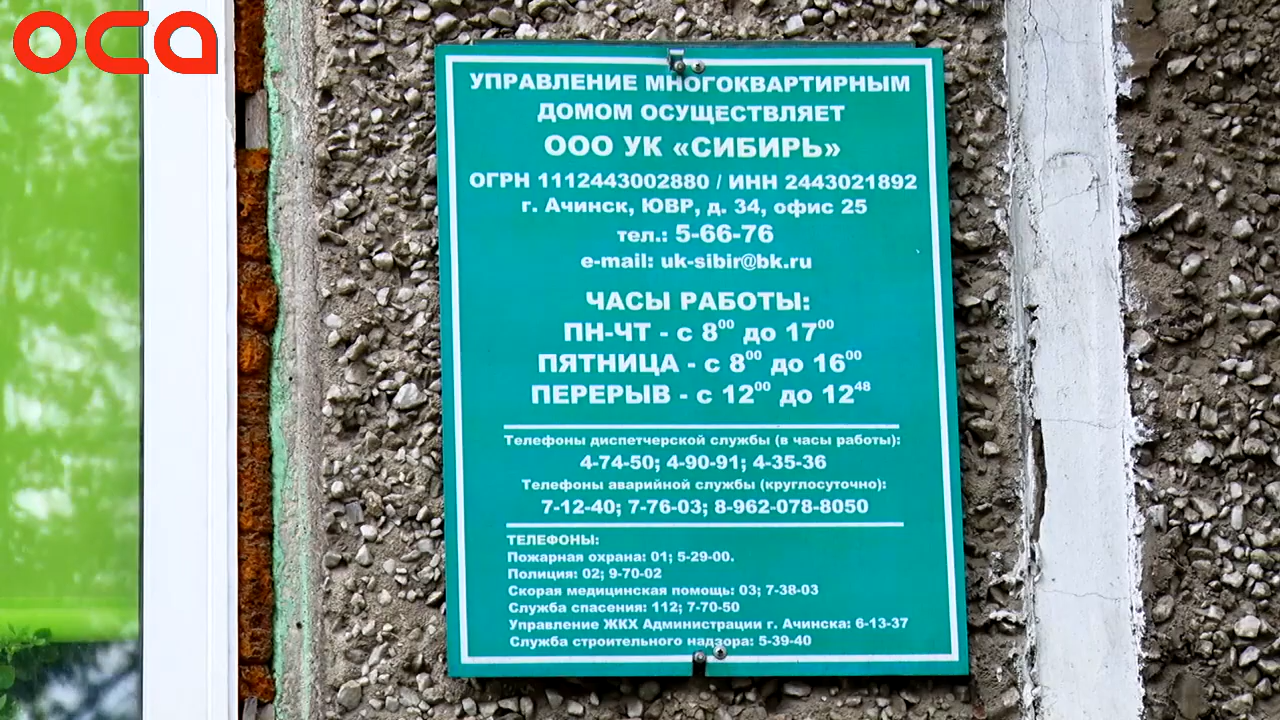 оса
УПРАВЛЕНИЕ МНОГОКВАРТИРНЫМ
ДОМОМ ОСУЩЕСТВЛЯЕТ
ООО УК «СИБИРЬ»
ОГРН 1112443002880 / ИНН 2443021892
г. Ачинск, ЮВР, д. 34, офис 25
тел.: 5-66-76
e-mail: uk-sibir@bk.ru
ЧАСЫ РАБОТЫ:
ПН-ЧТ - с 8⁰⁰ до 17⁰⁰
ПЯТНИЦА - с 8⁰⁰ до 16⁰⁰
ПЕРЕРЫВ - с 12⁰⁰ до 12⁴⁸
Телефоны диспетчерской службы (в часы работы):
4-74-50; 4-90-91; 4-35-36
Телефоны аварийной службы (круглосуточно):
7-12-40; 7-76-03; 8-962-078-8050
ТЕЛЕФОНЫ:
Пожарная охрана: 01; 5-29-00.
Полиция: 02; 9-70-02
Скорая медицинская помощь: 03; 7-38-03
Служба спасения: 112; 7-70-50
Управление ЖКХ Администрации г. Ачинска: 6-13-37
Служба строительного надзора: 5-39-40